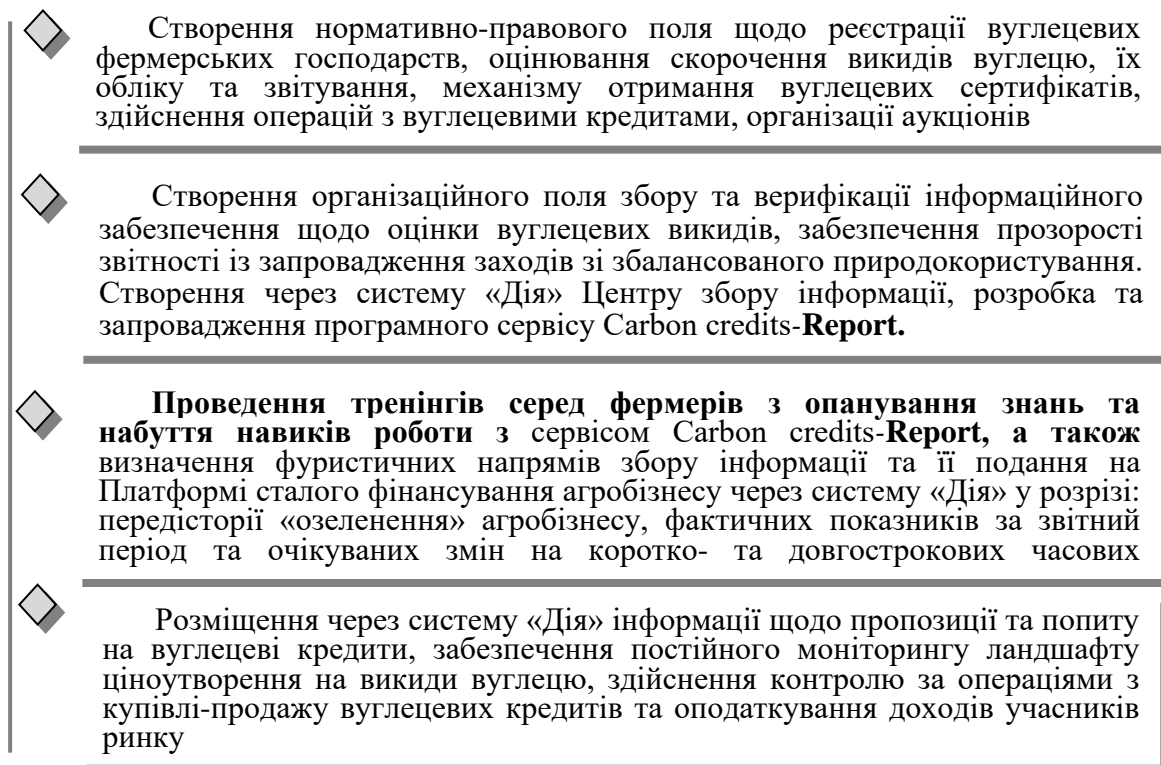 Створення нормативно-правового поля щодо реєстрації вуглецевих
фермерських господарств, оцінювання скорочення викидів вуглецю, їх
обліку та звітування, механізму отримання вуглецевих сертифікатів,
здійснення операцій з вуглецевими кредитами, організації аукціонів
Створення організаційного поля збору та верифікації інформаційного
забезпечення щодо оцінки вуглецевих викидів, забезпечення прозорості
звітності із запровадження заходів зі збалансованого природокористування.
Створення через систему «Дія» Центру збору інформації, розробка та
запровадження програмного сервісу Carbon credits-Report.
Проведення тренінгів серед фермерів з опанування знань та
набуття навиків роботи з сервісом Carbon credits-Report, а також
визначення фуристичних напрямів збору інформації та її подання на
Платформі сталого фінансування агробізнесу через систему «Дія» у розрізі:
передісторії «озеленення» агробізнесу, фактичних показників за звітний
період та очікуваних змін на коротко- та довгострокових часових
Розміщення через систему «Дія» інформації щодо пропозиції та попиту
на вуглецеві кредити, забезпечення постійного моніторингу ландшафту
ціноутворення на викиди вуглецю, здійснення контролю за операціями з
купівлі-продажу вуглецевих кредитів та оподаткування доходів учасників
ринку